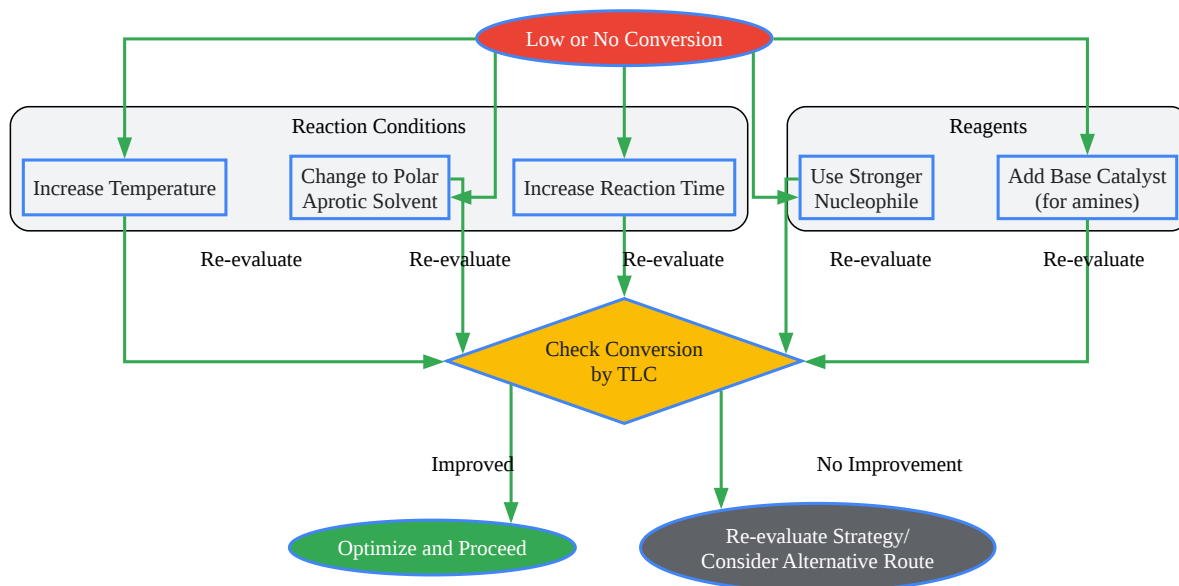 Low or No Conversion
Reaction Conditions
Reagents
Increase Temperature
Change to Polar
Aprotic Solvent
Increase Reaction Time
Use Stronger
Nucleophile
Add Base Catalyst
(for amines)
Re-evaluate
Re-evaluate
Re-evaluate
Re-evaluate
Re-evaluate
Check Conversion
by TLC
Improved
No Improvement
Optimize and Proceed
Re-evaluate Strategy/
Consider Alternative Route